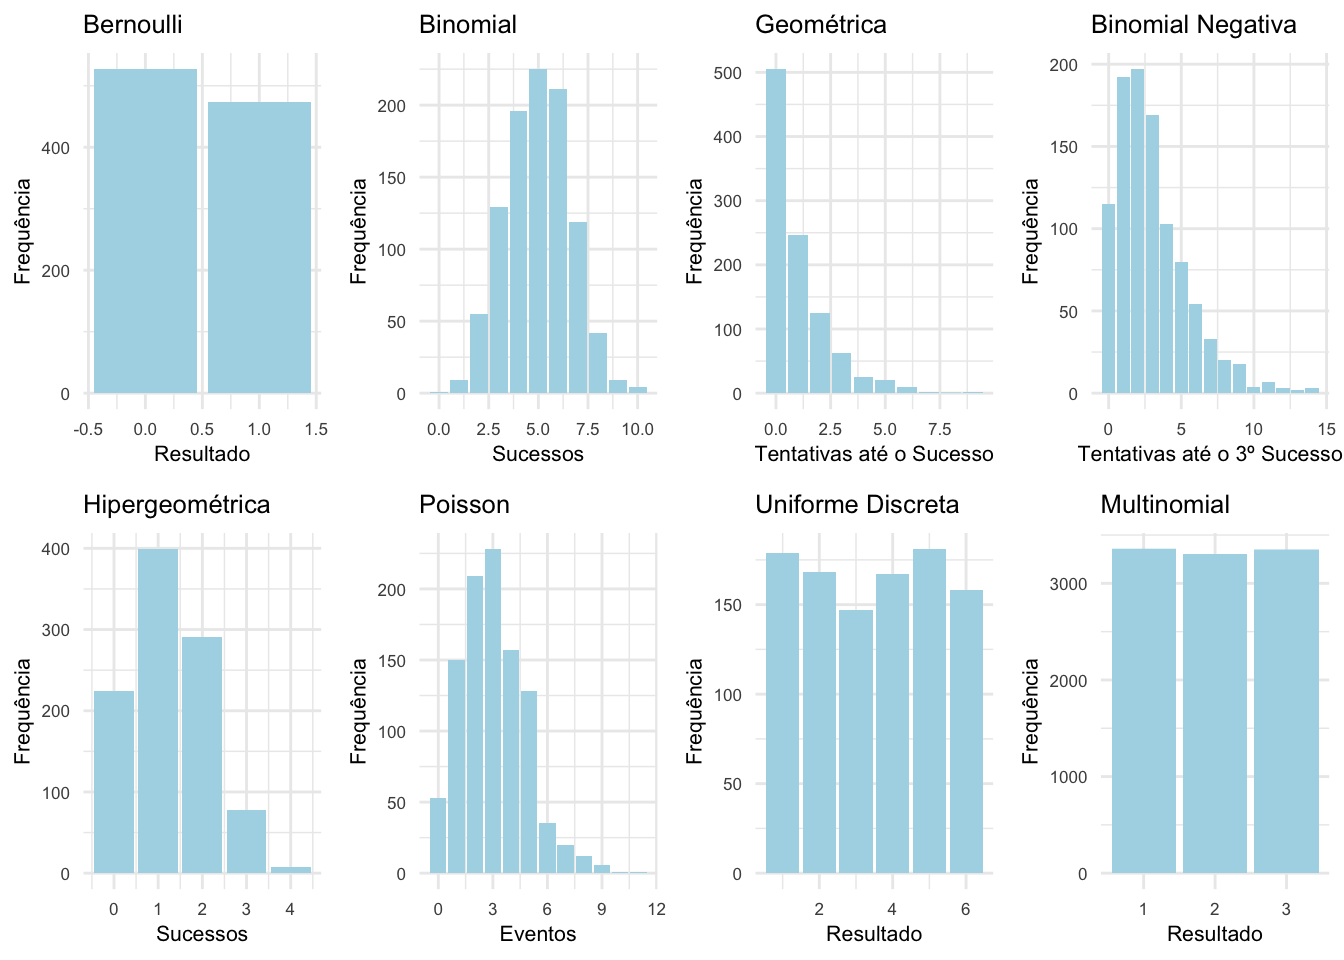 Bernoulli
Frequência
400
200
0
-0.5 0.0 0.5 1.0 1.5
Resultado
Binomial
Frequência
200
150
100
50
0
0.0 2.5 5.0 7.5 10.0
Sucessos
Geométrica
Frequência
500
400
300
200
100
0
0.0 2.5 5.0 7.5
Tentativas até o Sucesso
Binomial Negativa
Frequência
200
150
100
50
0
0 5 10 15
Tentativas até o 3º Sucesso
Hipergeométrica
Frequência
400
300
200
100
0
0 1 2 3 4
Sucessos
Poisson
Frequência
200
150
100
50
0
0 3 6 9 12
Eventos
Uniforme Discreta
Frequência
150
100
50
0
2 4 6
Resultado
Multinomial
Frequência
3000
2000
1000
0
1 2 3
Resultado